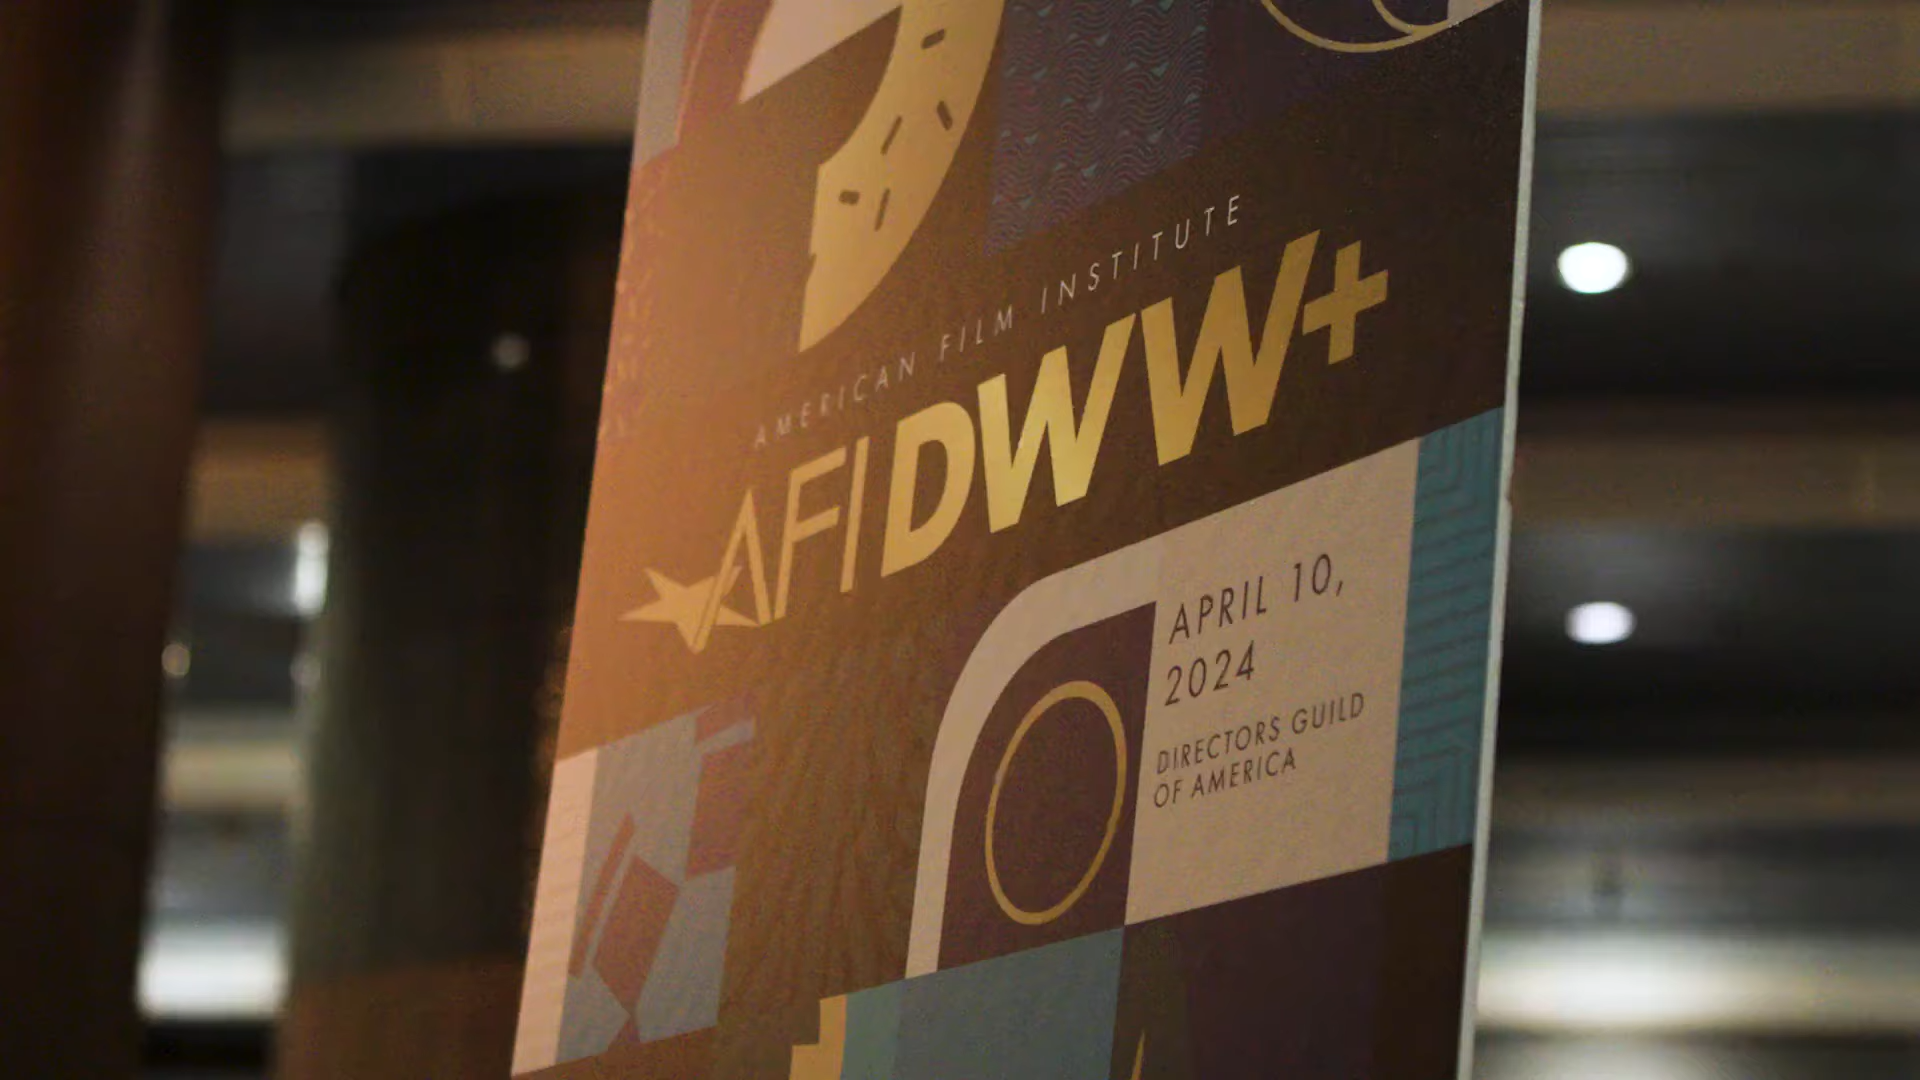 AMERICAN FILM INSTITUTE
AFI DWW+
APRIL 10,
2024
DIRECTORS GUILD
OF AMERICA